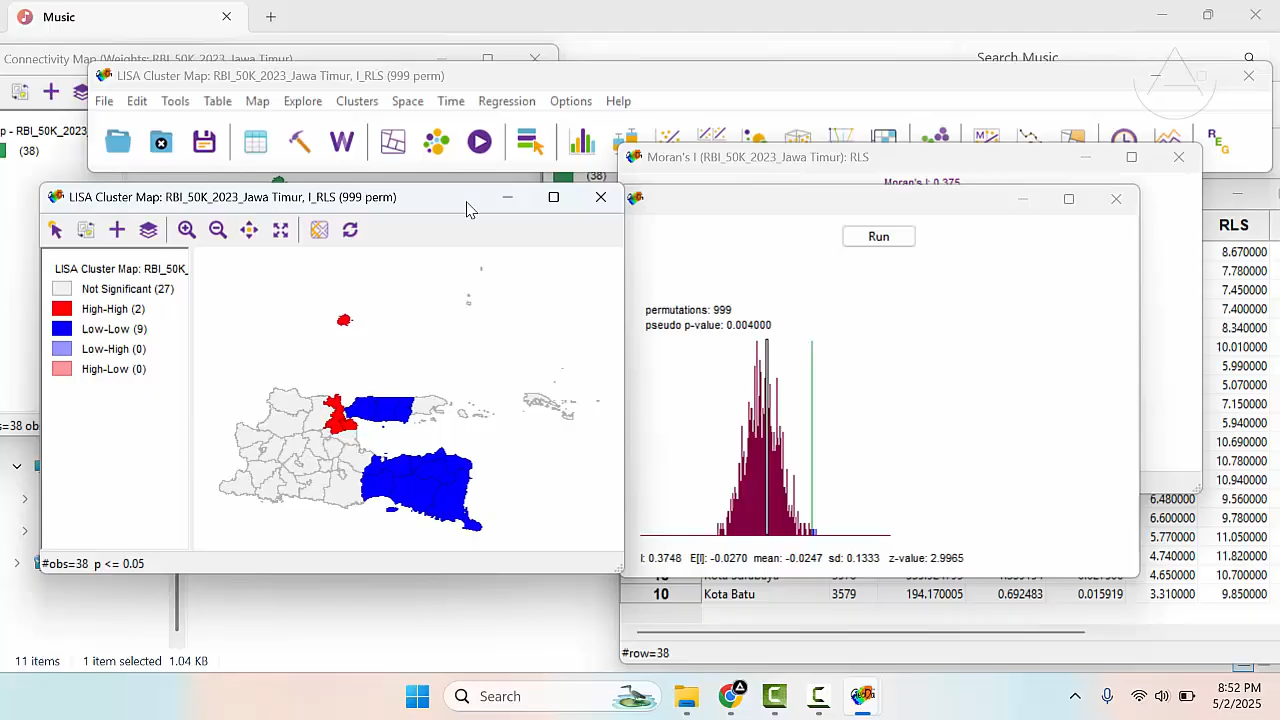 Music
Connectivity Map (Weights: RBI_50K_2023_Jawa Timur)
Search Music
LISA Cluster Map: RBI_50K_2023_Jawa Timur, I_RLS (999 perm)
File Edit Tools Table Map Explore Clusters Space Time Regression Options Help
p - RBI_50K_2023
(38)
(38)
(38)
Moran's I (RBI_50K_2023_Jawa Timur): RLS
Moran's I: 0.375
LISA Cluster Map: RBI_50K_2023_Jawa Timur, I_RLS (999 perm)
LISA Cluster Map: RBI_50K_
Not Significant (27)
High-High (2)
Low-Low (9)
Low-High (0)
High-Low (0)
#obs=38 p <= 0.05
=38 ob
Run
permutations: 999
pseudo p-value: 0.004000
I: 0.3748 E[I]: -0.0270 mean: -0.0247 sd: 0.1333 z-value: 2.9965
RLS
8.670000
7.780000
7.450000
7.400000
8.340000
10.010000
5.990000
5.070000
7.150000
5.940000
10.690000
10.780000
10.940000
6.480000 9.560000
6.600000 9.780000
5.770000 11.050000
4.740000 11.820000
4.650000 10.700000
10 Kota Batu 3579 194.170005 0.692483 0.015919 3.310000 9.850000
#row=38
11 items 1 item selected 1.04 KB
Search
8:52 PM
5/2/2025